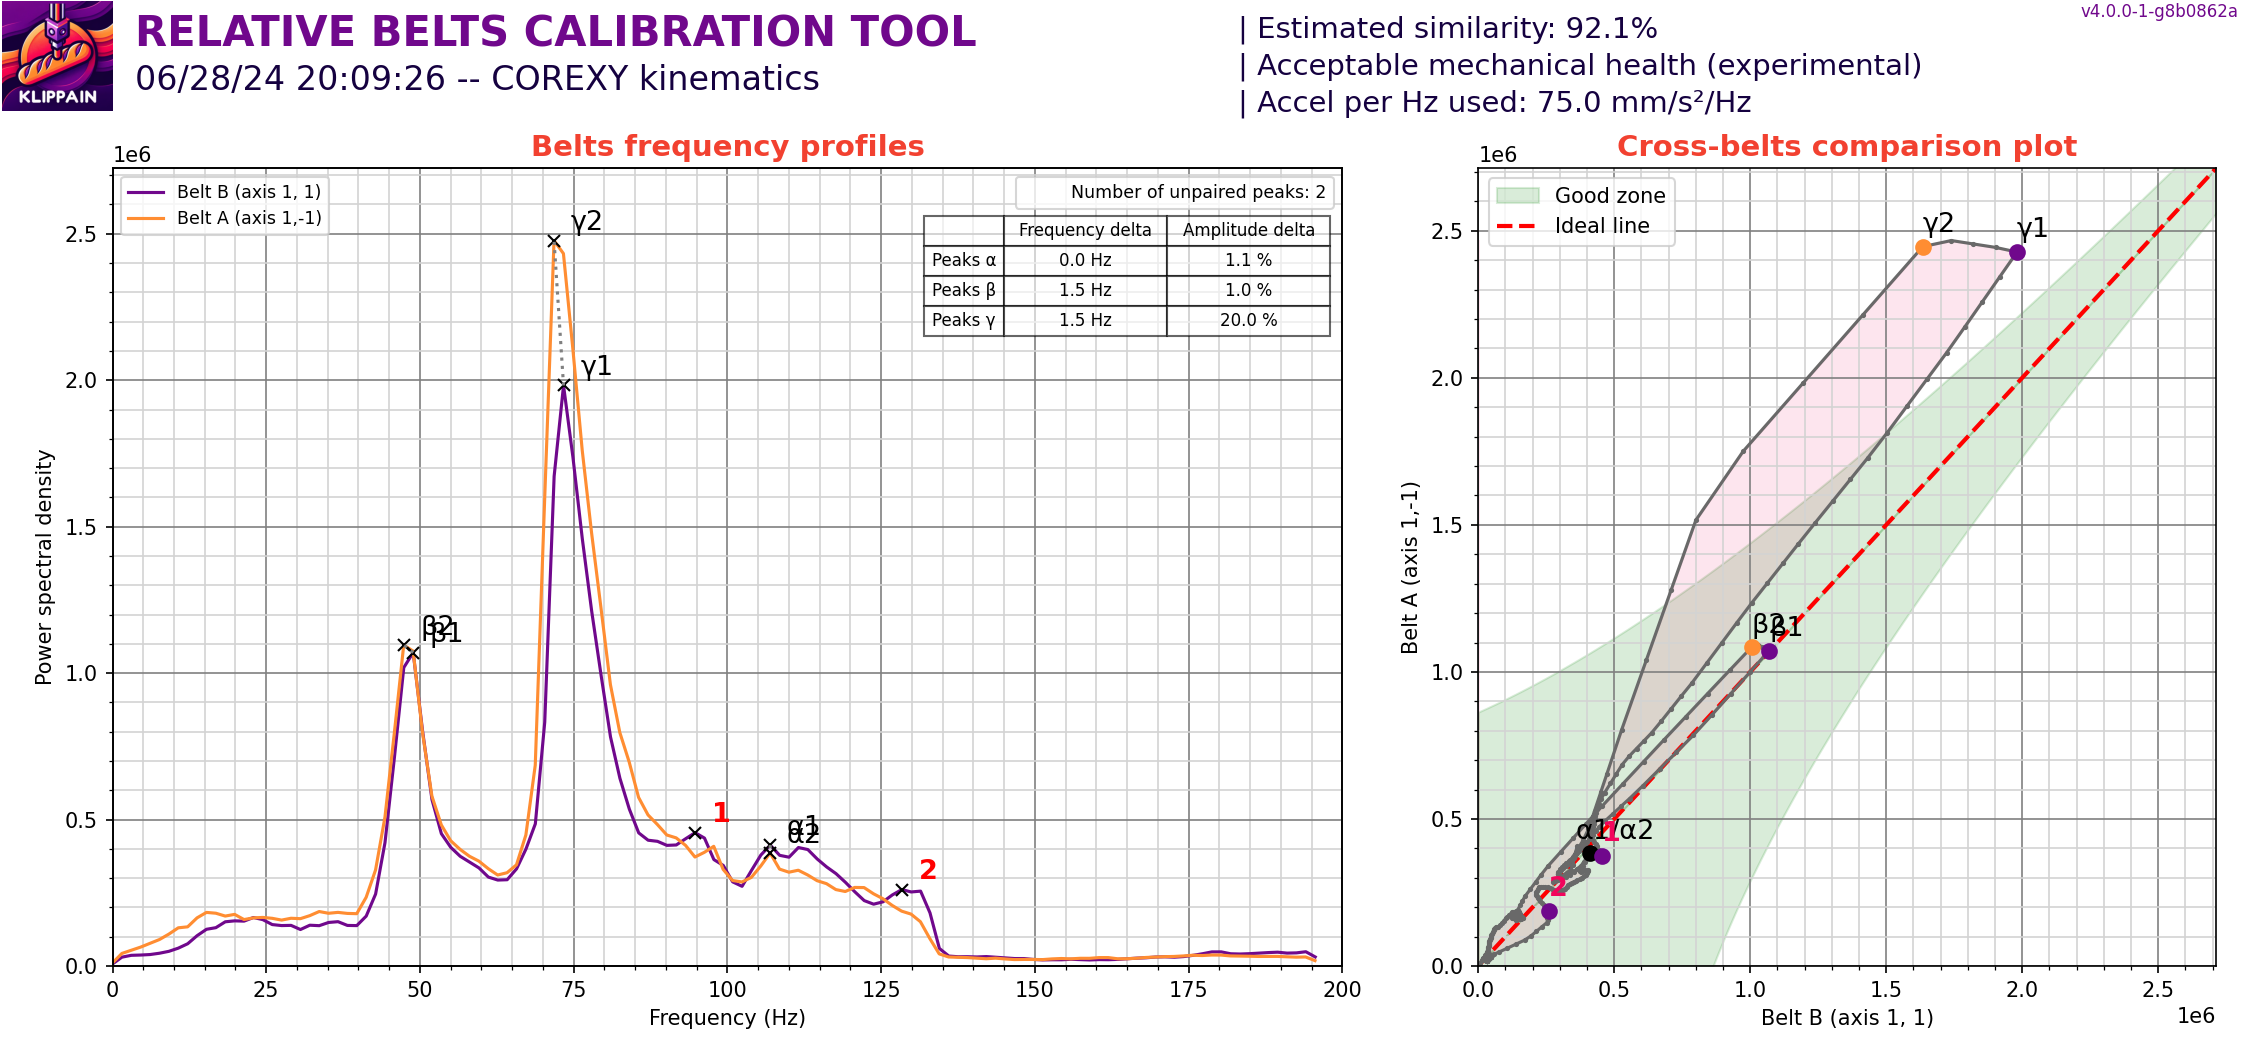 KLIPPAIN
RELATIVE BELTS CALIBRATION TOOL
06/28/24 20:09:26 -- COREXY kinematics
| Estimated similarity: 92.1%
| Acceptable mechanical health (experimental)
| Accel per Hz used: 75.0 mm/s²/Hz
v4.0.0-1-g8b0862a
Belts frequency profiles
1e6
Belt B (axis 1, 1)
Belt A (axis 1,-1)
Number of unpaired peaks: 2
Frequency delta Amplitude delta
Peaks α 0.0 Hz 1.1 %
Peaks β 1.5 Hz 1.0 %
Peaks γ 1.5 Hz 20.0 %
γ2
γ1
β2
β1
1
α1
α2
2
2.5
2.0
1.5
1.0
0.5
0.0
Power spectral density
0 25 50 75 100 125 150 175 200
Frequency (Hz)
Cross-belts comparison plot
1e6
Good zone
Ideal line
γ2
γ1
β2
β1
α1/α2
1
2
2.5
2.0
1.5
1.0
0.5
0.0
Belt A (axis 1,-1)
0.0 0.5 1.0 1.5 2.0 2.5
Belt B (axis 1, 1)
1e6